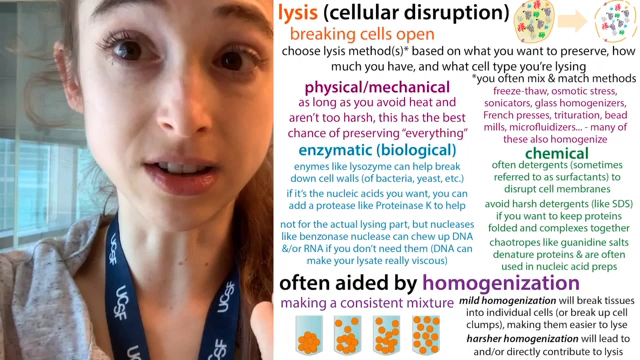 lysis (cellular disruption)
breaking cells open
choose lysis method(s)* based on what you want to preserve, how
much you have, and what cell type you're lysing
*you often mix & match methods
physical/mechanical
as long as you avoid heat and
aren't too harsh, this has the best
chance of preserving "everything"
freeze-thaw, osmotic stress,
sonicators, glass homogenizers,
French presses, trituration, bead
mills, microfluidizers... - many of
these also homogenize
enzymatic (biological)
enymes like lysozyme can help break
down cell walls (of bacteria, yeast, etc.)
if it's the nucleic acids you want, you can
add a protease like Proteinase K to help
not for the actual lysing part, but nucleases
like benzonase nuclease can chew up DNA
&/or RNA if you don't need them (DNA can
make your lysate really viscous)
chemical
often detergents (sometimes
referred to as surfactants) to
disrupt cell membranes
avoid harsh detergents (like SDS)
if you want to keep proteins
folded and complexes together
chaotropes like guanidine salts
denature proteins & are often
used in nucleic acid preps
often aided by homogenization
making a consistent mixture
mild homogenization will break tissues
into individual cells (or break up cell
clumps), making them easier to lyse
harsher homogenization will lead to
and/or directly contribute to lysis
UCSF
UCSF
UCSF
UCSF